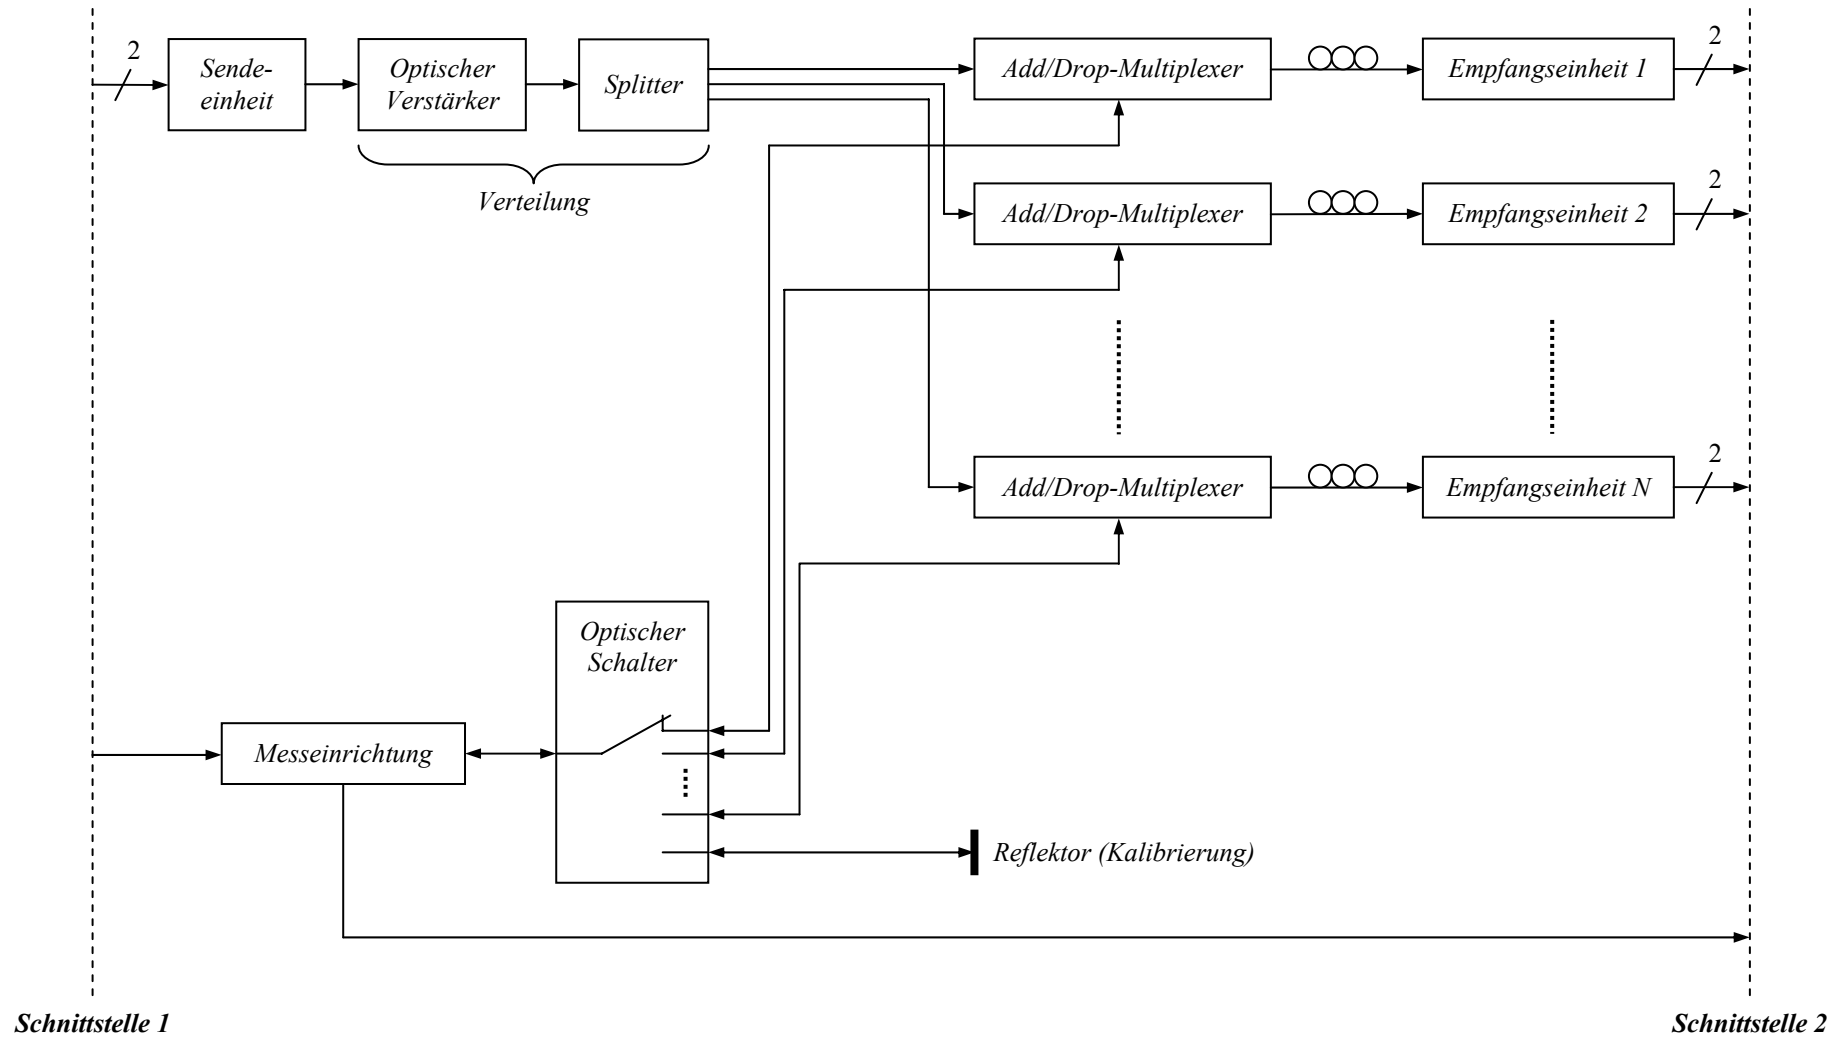 2
Sende-
einheit
Optischer
Verstärker
Splitter
Verteilung
Add/Drop-Multiplexer
Empfangseinheit 1
2
Add/Drop-Multiplexer
Empfangseinheit 2
2
Add/Drop-Multiplexer
Empfangseinheit N
2
Optischer
Schalter
Messeinrichtung
Reflektor (Kalibrierung)
Schnittstelle 1
Schnittstelle 2